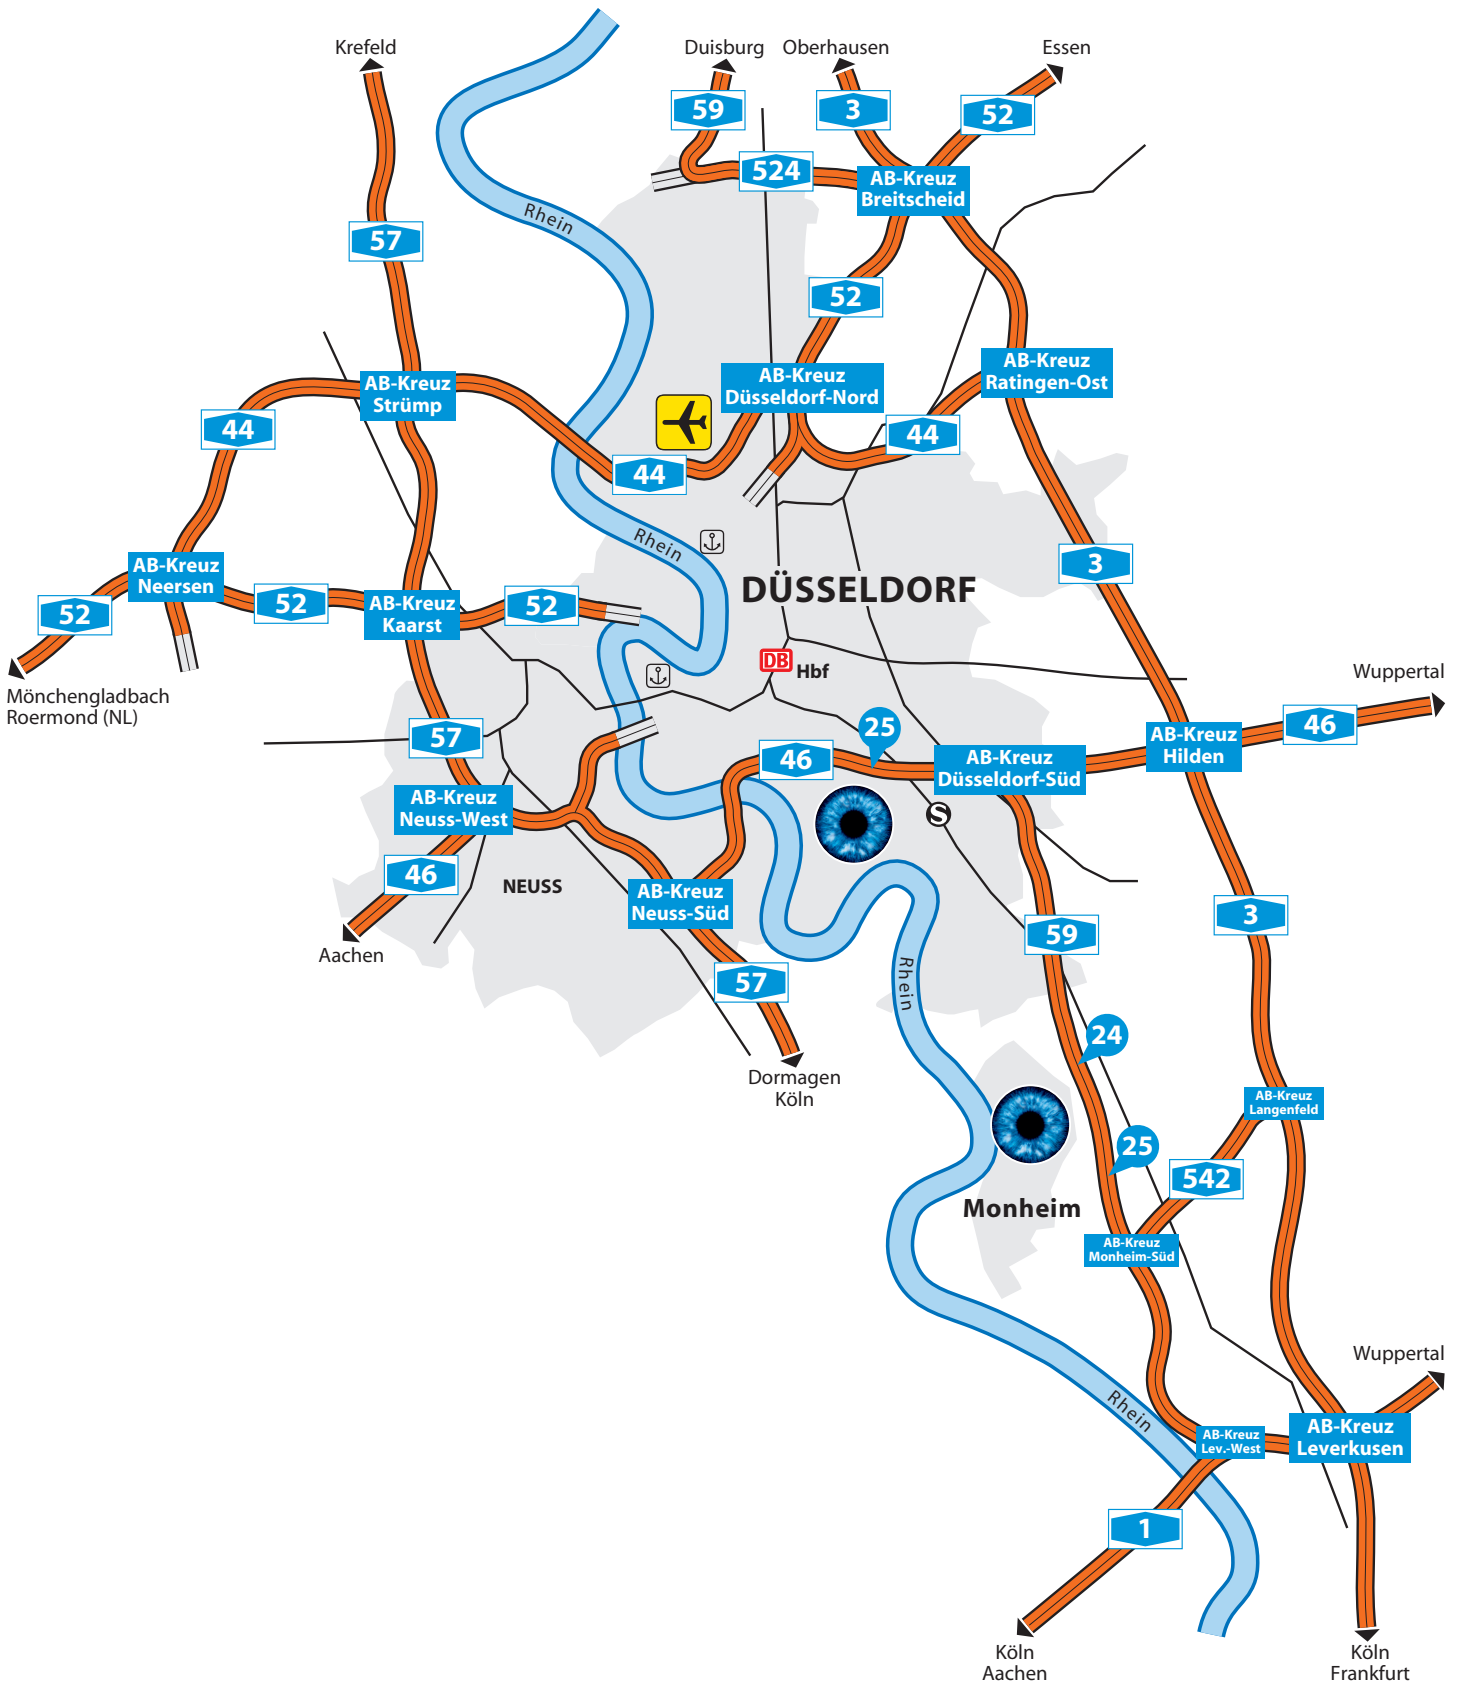 Krefeld
Duisburg
Oberhausen
Essen
59
3
52
524
AB-Kreuz
Breitscheid
Rhein
57
52
AB-Kreuz
Ratingen-Ost
AB-Kreuz
Düsseldorf-Nord
AB-Kreuz
Strümp
44
44
44
Rhein
3
AB-Kreuz
Neersen
DÜSSELDORF
52
52
52
AB-Kreuz
Kaarst
DB
Hbf
Wuppertal
Mönchengladbach
Roermond (NL)
57
25
46
46
AB-Kreuz
Hilden
AB-Kreuz
Düsseldorf-Süd
AB-Kreuz
Neuss-West
S
46
NEUSS
AB-Kreuz
Neuss-Süd
3
59
Aachen
57
Rhein
24
Dormagen
Köln
AB-Kreuz
Langenfeld
25
542
Monheim
AB-Kreuz
Monheim-Süd
Wuppertal
Rhein
AB-Kreuz
Lev.-West
AB-Kreuz
Leverkusen
1
Köln
Aachen
Köln
Frankfurt